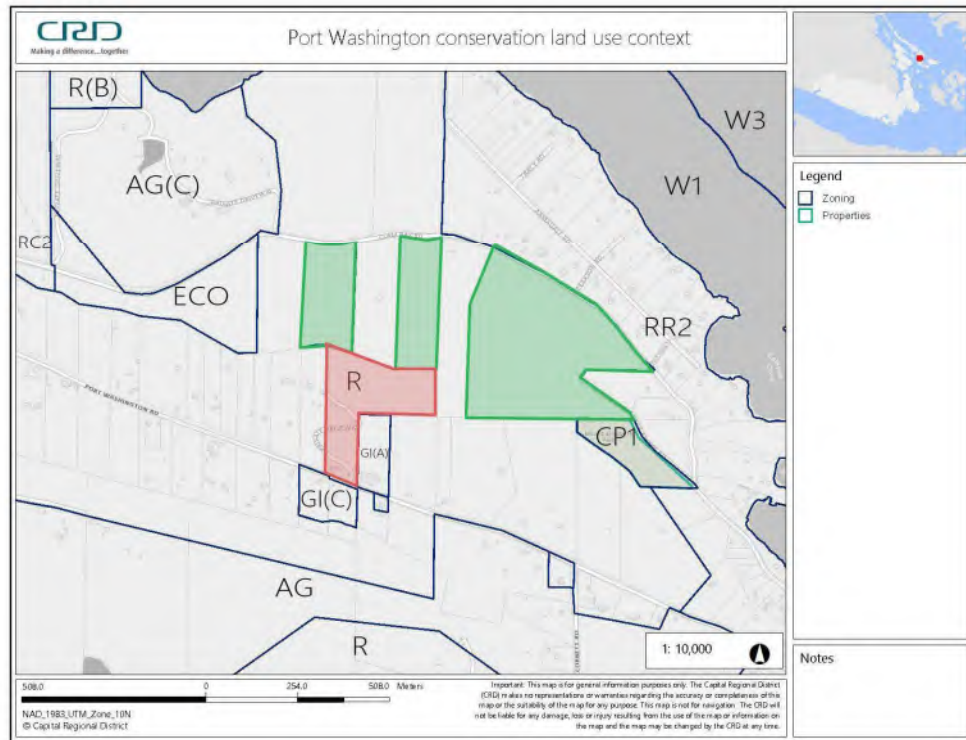 CRD
Making a difference...together
Port Washington conservation land use context
R(B)
W3
W1
AG(C)
RC2
ECO
RR2
R
PORT WASHINGTON RD
GI(A)
CP1
GI(C)
AG
R
CORBETT RD
Legend
Zoning
Properties
1: 10,000
Notes
508.0 0 254.0 508.0 Meters
NAD_1983_UTM_Zone_10N
© Capital Regional District
Important: This map is for general information purposes only. The Capital Regional District
(CRD) makes no representations or warranties regarding the accuracy or completeness of this
map or the suitability of the map for any purpose. This map is not for navigation. The CRD will
not be liable for any damage, loss or injury resulting from the use of the map or information on
the map and the map may be changed by the CRD at any time.